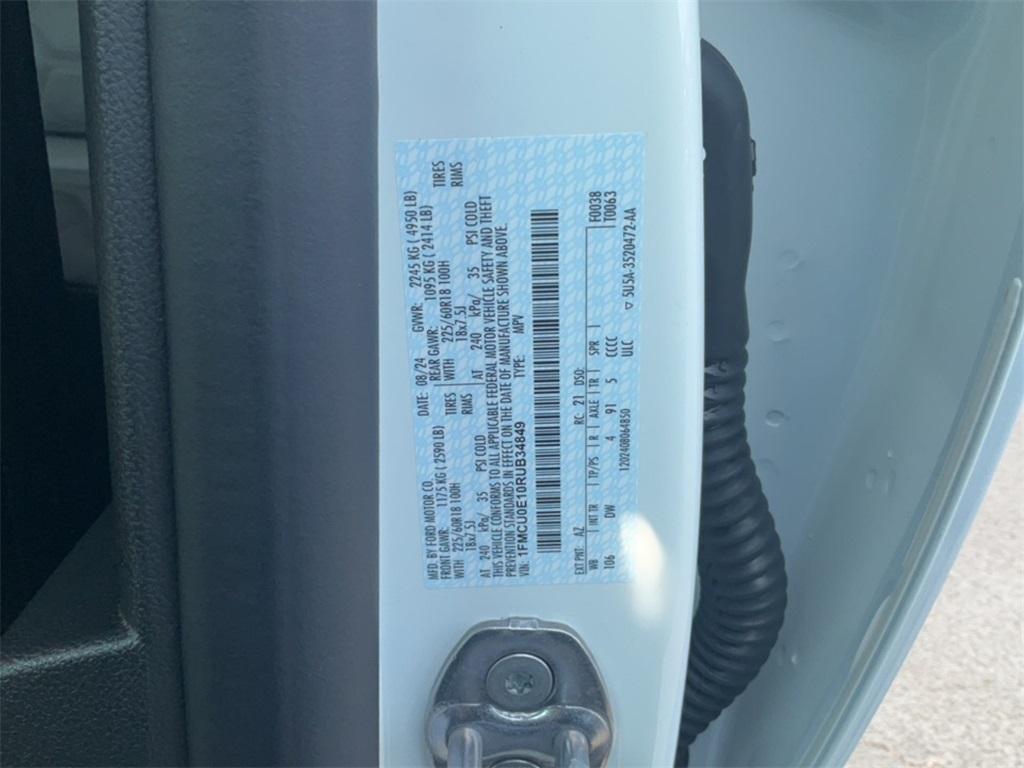 MFD. BY FORD MOTOR CO. DATE: 08/24 GVWR: 2245 KG ( 4950 LB)
FRONT GAWR: 1175 KG ( 2590 LB) REAR GAWR: 1095 KG ( 2414 LB)
WITH 225/60R18 100H TIRES WITH 225/60R18 100H TIRES
18x7.5J RIMS 18x7.5J RIMS
AT 240 kPa/ 35 PSI COLD AT 240 kPa/ 35 PSI COLD
THIS VEHICLE CONFORMS TO ALL APPLICABLE FEDERAL MOTOR VEHICLE SAFETY AND THEFT
PREVENTION STANDARDS IN EFFECT ON THE DATE OF MANUFACTURE SHOWN ABOVE.
VIN: 1FMCU0E10RUB34849 TYPE: MPV
EXT PNT: AZ RC: 21 DSO: F0038
WB INT TR TP/PS R AXLE TR SPR T0063
106 DW 4 91 5 CCCC
1202408064850 ULC ▽ 5U5A-3520472-AA